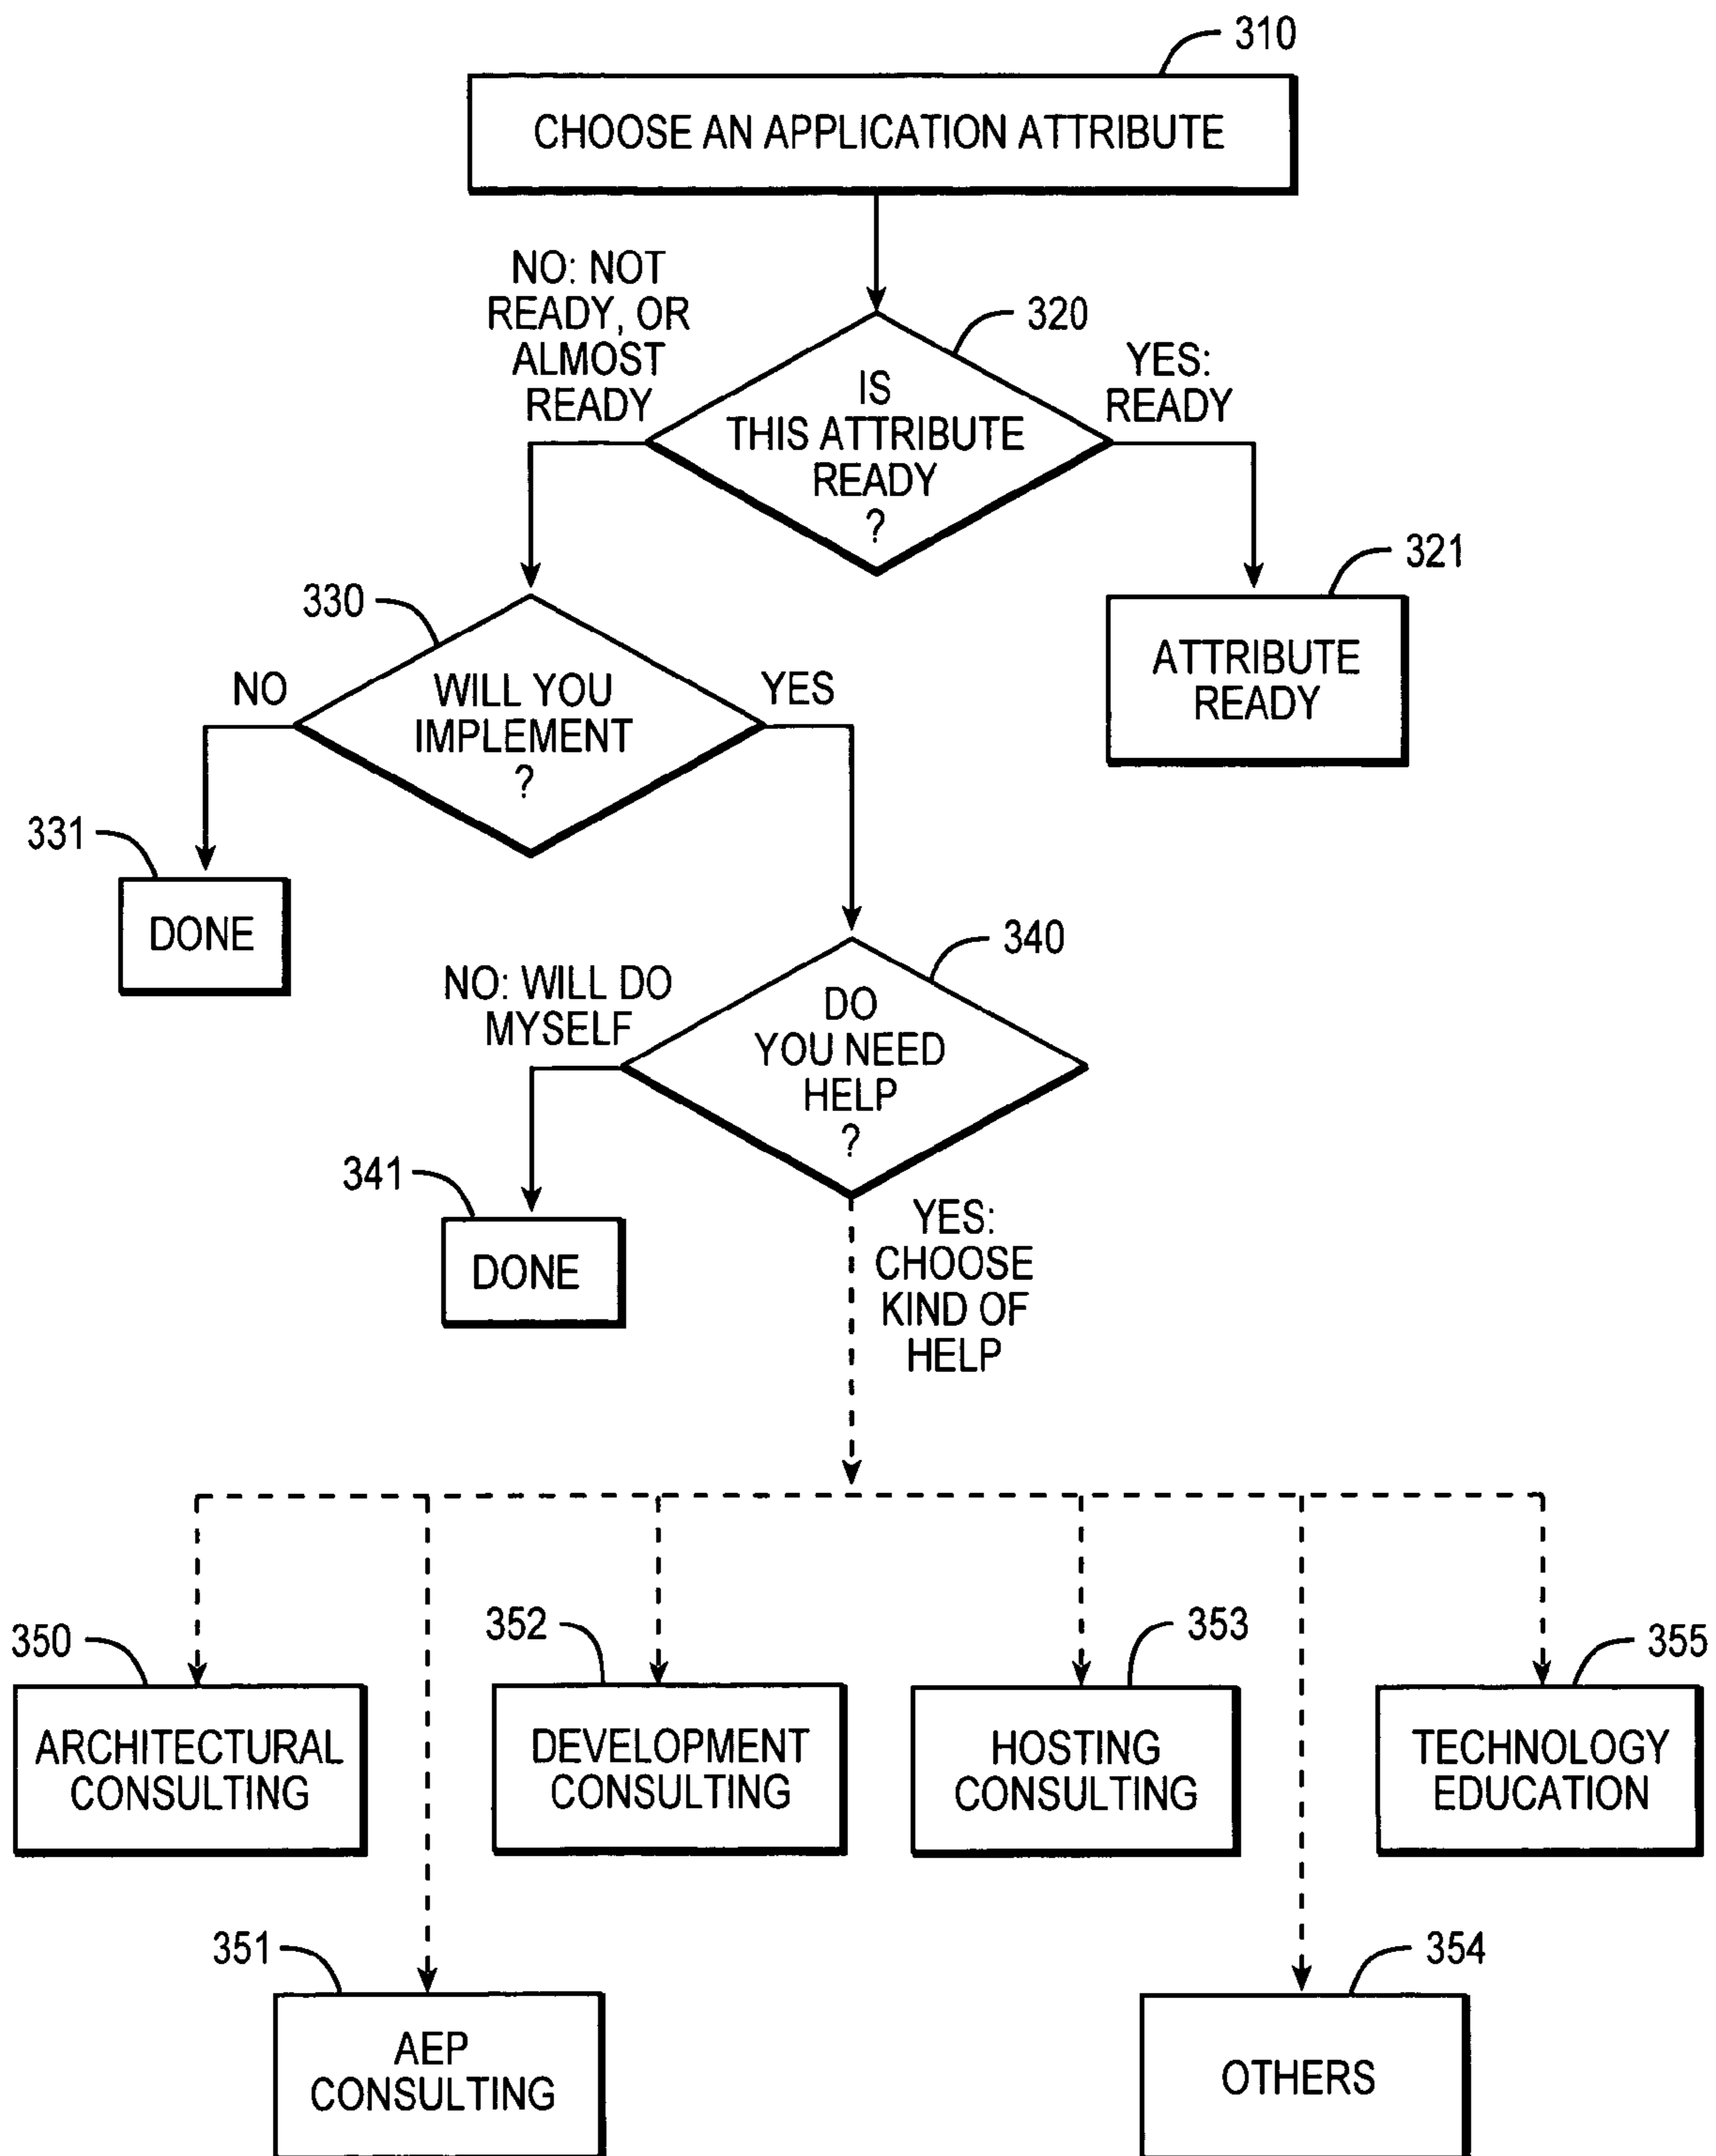 310
CHOOSE AN APPLICATION ATTRIBUTE
NO: NOT
READY, OR
ALMOST
READY
320
YES:
READY
IS
THIS ATTRIBUTE
READY
?
321
ATTRIBUTE
READY
330
NO
WILL YOU
IMPLEMENT
?
YES
331
DONE
340
NO: WILL DO
MYSELF
DO
YOU NEED
HELP
?
341
DONE
YES:
CHOOSE
KIND OF
HELP
350
352
353
355
ARCHITECTURAL
CONSULTING
DEVELOPMENT
CONSULTING
HOSTING
CONSULTING
TECHNOLOGY
EDUCATION
351
354
AEP
CONSULTING
OTHERS